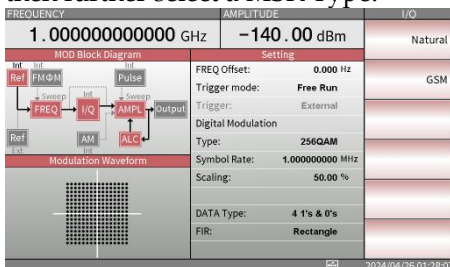 then further select a MSK Type.
FREQUENCY AMPLITUDE I/Q
1.000000000000 GHz -140.00 dBm Natural
MOD Block Diagram Setting
Int Int Int
Ref FMΦM Pulse
Sweep Int Sweep
FREQ I/Q AMPL Output
Ref AM ALC
Ext Int
Modulation Waveform
FREQ Offset: 0.000 Hz
Trigger mode: Free Run
GSM
Trigger: External
Digital Modulation
Type: 256QAM
Symbol Rate: 1.000000000 MHz
Scaling: 50.00 %
DATA Type: 4 1's & 0's
FIR: Rectangle
2024/04/26 01:28:0